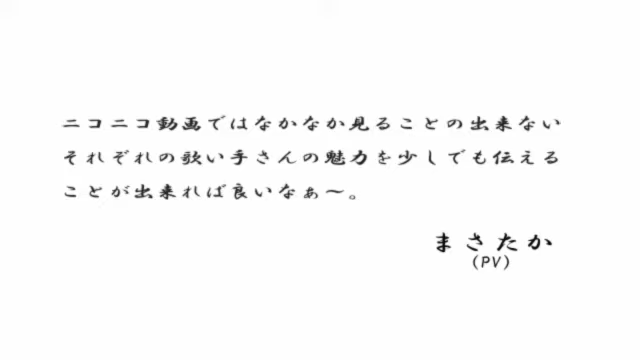 ニコニコ動画ではなかなか見ることの出来ない
それぞれの歌い手さんの魅力を少しでも伝える
ことが出来れば良いなぁ～。
まさたか
(PV)